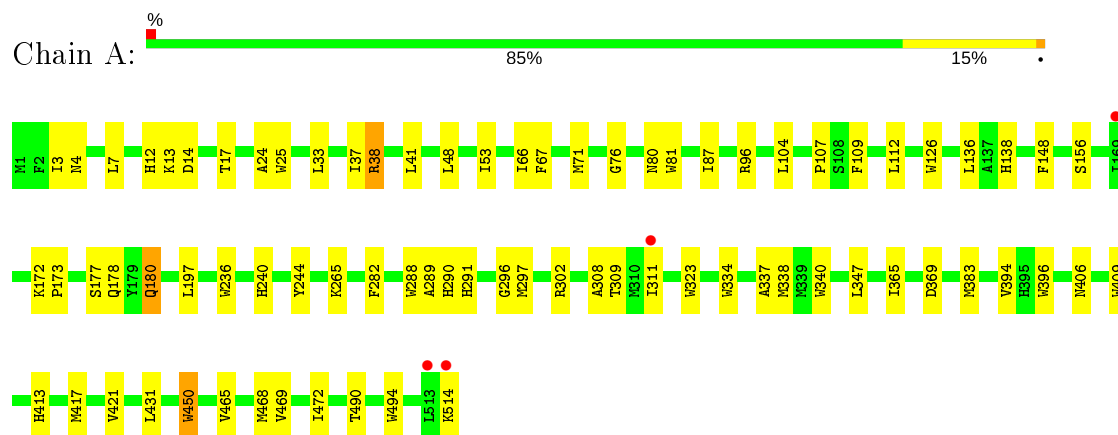 %
Chain A:
85% 15% •
M1 F2 I3 N4 L7 H12 K13 D14 T17 A24 W25 L33 I37 R38 L41 L48 I53 I66 F67 M71 G76 N80 W81 I87 R96 L104 P107 S108 F109 L112 W126 L136 A137 H138 F148 S156 I169
K172 P173 S177 Q178 Y179 Q180 L197 W236 H240 Y244 K265 F282 W288 A289 H290 H291 G296 M297 R302 A308 T309 M310 I311 W323 W334 A337 M338 M339 W340 L347 I365 D369 M383 V394 H395 W396 N406 W409
H413 M417 V421 L431 W450 V465 M468 V469 I472 T490 W494 L513 K514